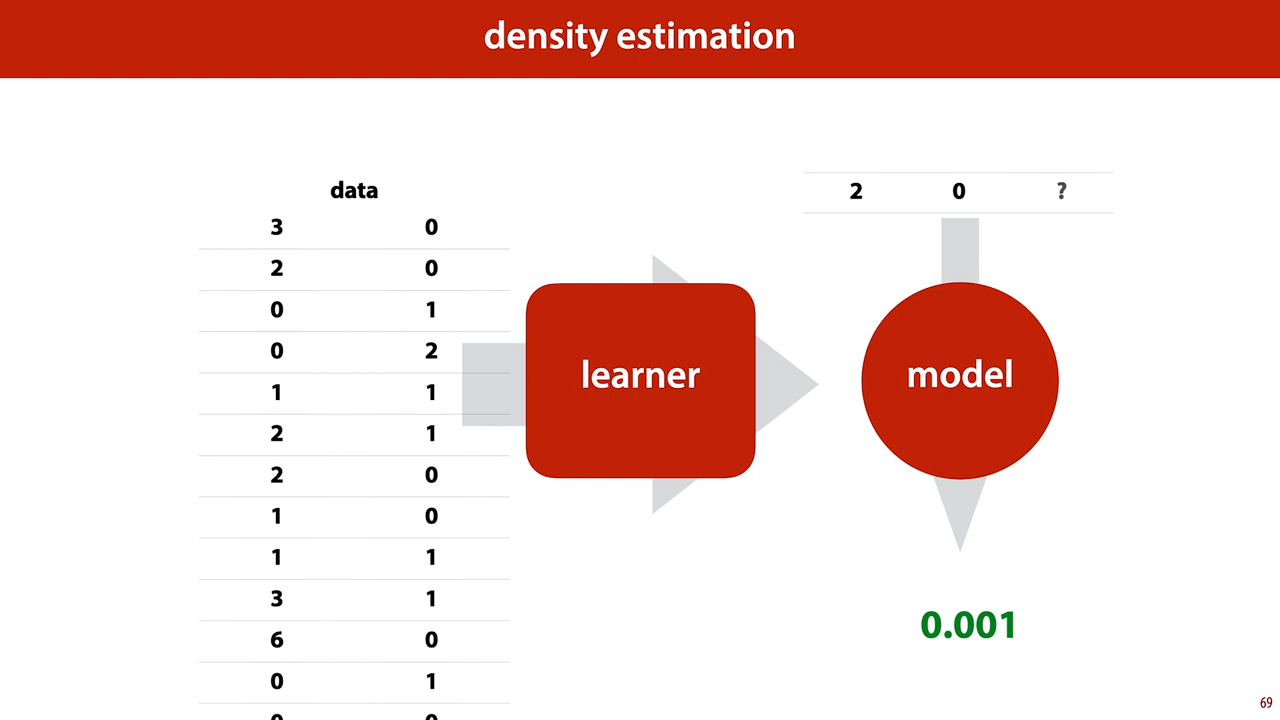 density estimation
data
3 0
2 0
0 1
0 2
1 1
2 1
2 0
1 0
1 1
3 1
6 0
0 1
learner
2 0 ?
model
0.001
69